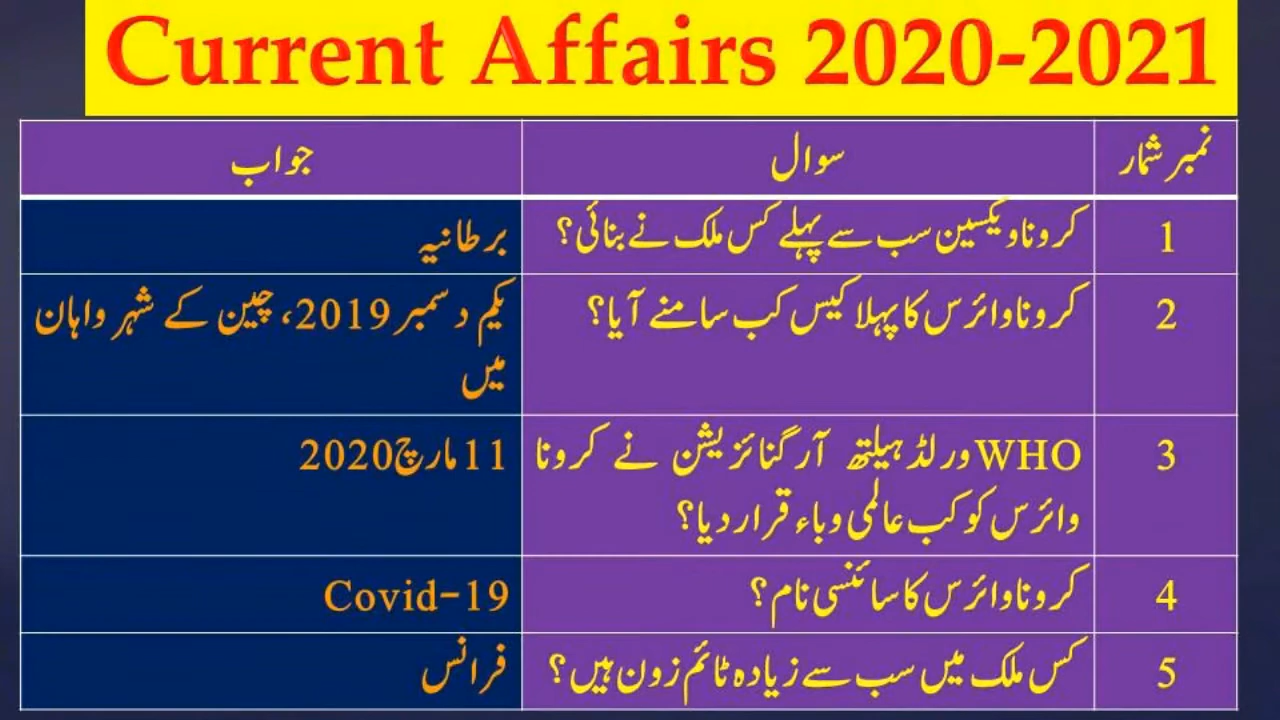 Current Affairs 2020-2021
نمبر شمار سوال جواب
1 کرونا ویکسین سب سے پہلے کس ملک نے بنائی؟ برطانیہ
2 کرونا وائرس کا پہلا کیس کب سامنے آیا؟ یکم دسمبر 2019، چین کے شہر واہان
میں
3 WHO ورلڈ ہیلتھ آرگنائزیشن نے کرونا 11 مارچ 2020
وائرس کو کب عالمی وباء قرار دیا؟
4 کرونا وائرس کا سائنسی نام؟ Covid-19
5 کس ملک میں سب سے زیادہ ٹائم زون ہیں؟ فرانس